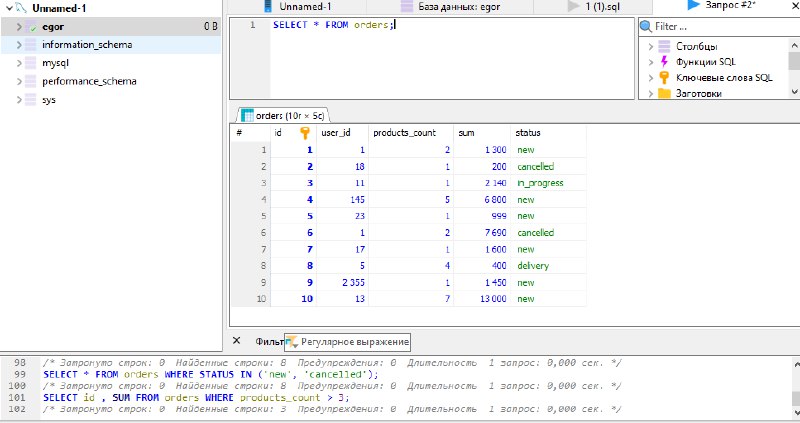 Unnamed-1
egor 0 B
information_schema
mysql
performance_schema
sys
Unnamed-1 База данных: egor 1 (1).sql Запрос #2*
1 SELECT * FROM orders;
Filter ...
Столбцы
Функции SQL
Ключевые слова SQL
Заготовки
orders (10r × 5c)
# id user_id products_count sum status
1 1 1 2 1 300 new
2 2 18 1 200 cancelled
3 3 11 1 2 140 in_progress
4 4 145 5 6 800 new
5 5 23 1 999 new
6 6 1 2 7 690 cancelled
7 7 17 1 1 600 new
8 8 5 4 400 delivery
9 9 2 355 1 1 450 new
10 10 13 7 13 000 new
Фильт Регулярное выражение
98 /* Затронуто строк: 0 Найденные строки: 8 Предупреждения: 0 Длительность 1 запрос: 0,000 сек. */
99 SELECT * FROM orders WHERE STATUS IN ('new', 'cancelled');
100 /* Затронуто строк: 0 Найденные строки: 8 Предупреждения: 0 Длительность 1 запрос: 0,000 сек. */
101 SELECT id , SUM FROM orders WHERE products_count > 3;
102 /* Затронуто строк: 0 Найденные строки: 3 Предупреждения: 0 Длительность 1 запрос: 0,000 сек. */